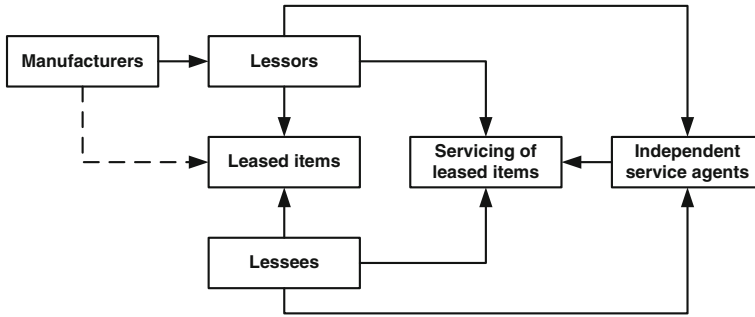 Manufacturers
Lessors
Leased items
Servicing of
leased items
Independent
service agents
Lessees